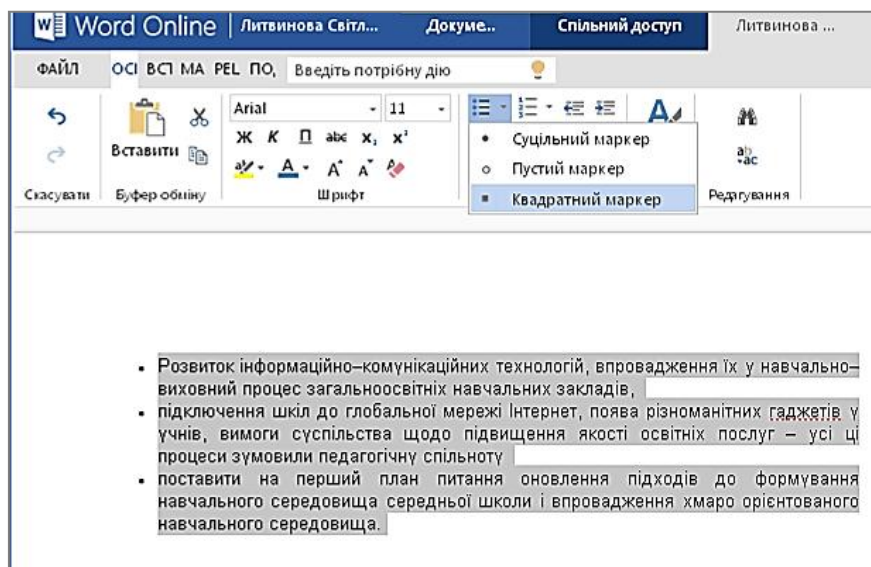 Word Online Литвинова Світл... Докуме... Спільний доступ Литвинова ...
ФАЙЛ ОСІ ВСТ МА РЕL ПО, Введіть потрібну дію
Arial 11
Вставити
Ж К П abc x₂ x²
А А А
Скасувати Буфер обміну Шрифт Редагування
Суцільний маркер
Пустий маркер
Квадратний маркер
Розвиток інформаційно–комунікаційних технологій, впровадження їх у навчально–
виховний процес загальноосвітніх навчальних закладів,
підключення шкіл до глобальної мережі Інтернет, поява різноманітних гаджетів у
учнів, вимоги суспільства щодо підвищення якості освітніх послуг – усі ці
процеси зумовили педагогічну спільноту
поставити на перший план питання оновлення підходів до формування
навчального середовища середньої школи і впровадження хмаро орієнтованого
навчального середовища.